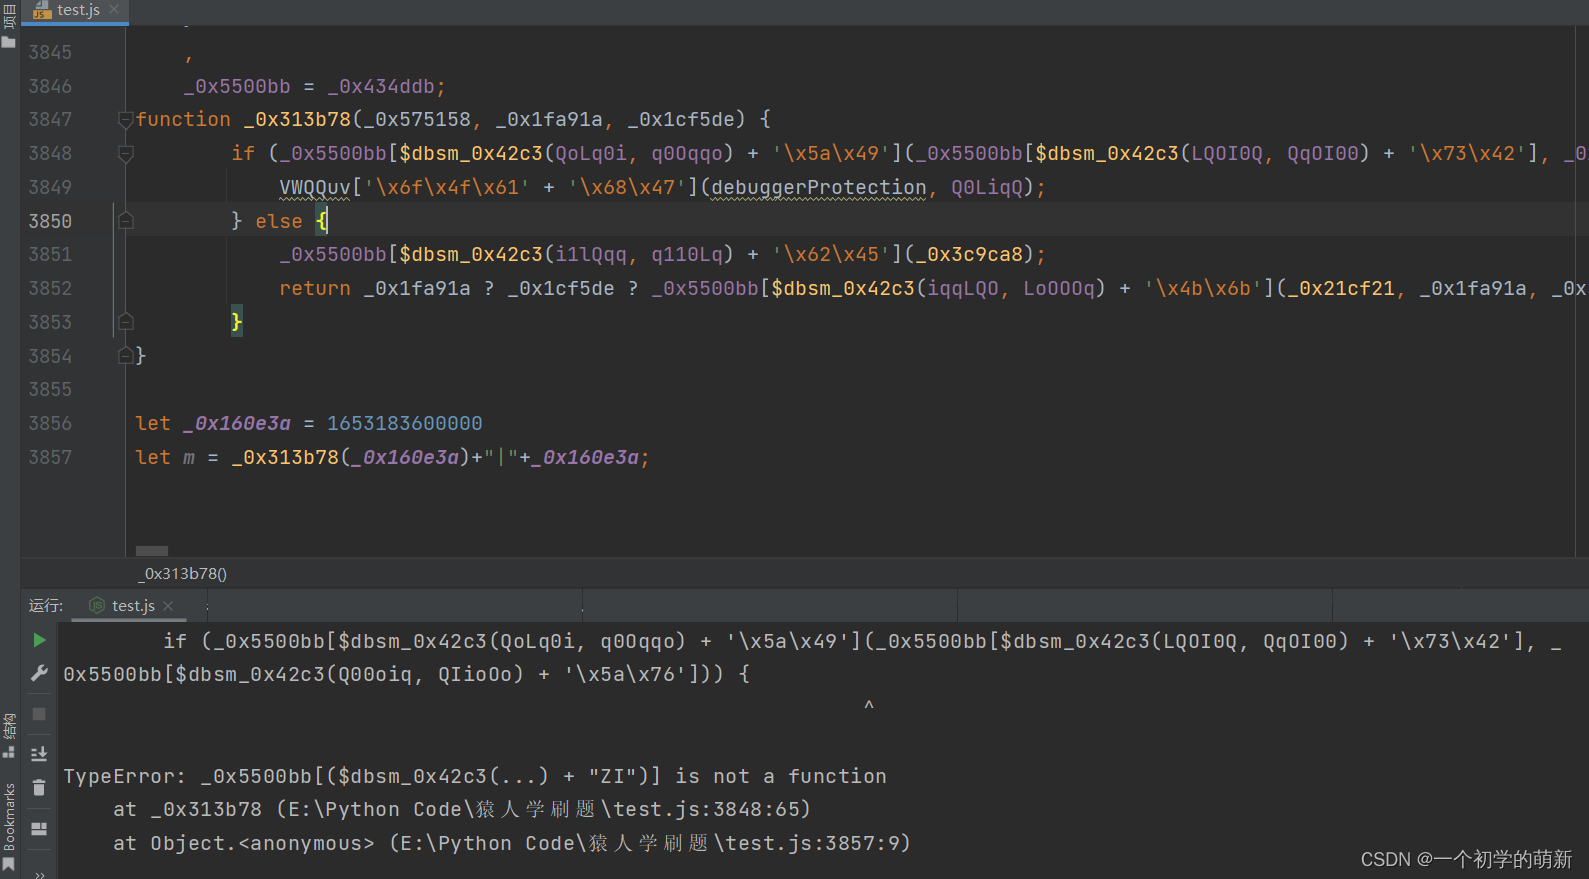 项目
test.js
3845 ,
3846 _0x5500bb = _0x434ddb;
3847 function _0x313b78(_0x575158, _0x1fa91a, _0x1cf5de) {
3848 if (_0x5500bb[$dbsm_0x42c3(QoLq0i, q0Oqqo) + '\x5a\x49'](_0x5500bb[$dbsm_0x42c3(LQOI0Q, QqOI00) + '\x73\x42'], _0
3849 VWQQuv['\x6f\x4f\x61' + '\x68\x47'](debuggerProtection, Q0LiqQ);
3850 } else {
3851 _0x5500bb[$dbsm_0x42c3(i1lQqq, q110Lq) + '\x62\x45'](_0x3c9ca8);
3852 return _0x1fa91a ? _0x1cf5de ? _0x5500bb[$dbsm_0x42c3(iqqLQO, LoOOOq) + '\x4b\x6b'](_0x21cf21, _0x1fa91a, _0x
3853 }
3854 }
3855
3856 let _0x160e3a = 1653183600000
3857 let m = _0x313b78(_0x160e3a)+"|"+_0x160e3a;
_0x313b78()
运行: test.js
if (_0x5500bb[$dbsm_0x42c3(QoLq0i, q0Oqqo) + '\x5a\x49'](_0x5500bb[$dbsm_0x42c3(LQOI0Q, QqOI00) + '\x73\x42'], _
0x5500bb[$dbsm_0x42c3(Q00oiq, QIioOo) + '\x5a\x76'])) {
^
TypeError: _0x5500bb[($dbsm_0x42c3(...) + "ZI")] is not a function
at _0x313b78 (E:\Python Code\猿人学刷题\test.js:3848:65)
at Object.<anonymous> (E:\Python Code\猿人学刷题\test.js:3857:9)
结构
Bookmarks
CSDN @一个初学的萌新